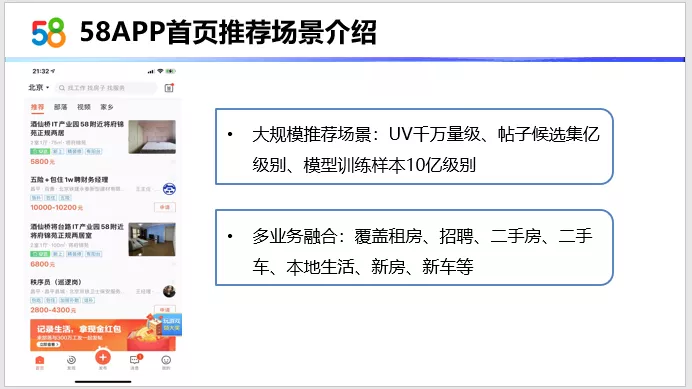 58
58APP首页推荐场景介绍
21:32
北京
找工作 找房子 找服务
推荐 部落 视频 家乡
酒仙桥IT产业园58附近将府锦
苑正规两居
5800元
五险+包住1w聘财务经理
10000-10200元
申请
酒仙桥将台路IT产业园58附近
将府锦苑正规两居室
6800元
秩序员（巡逻岗）
2800-4300元
申请
记录生活，拿现金红包
立即查看
玩游戏
领大奖
首页 发现 发布 消息 我的
• 大规模推荐场景：UV千万量级、帖子候选集亿
级别、模型训练样本10亿级别
• 多业务融合：覆盖租房、招聘、二手房、二手
车、本地生活、新房、新车等